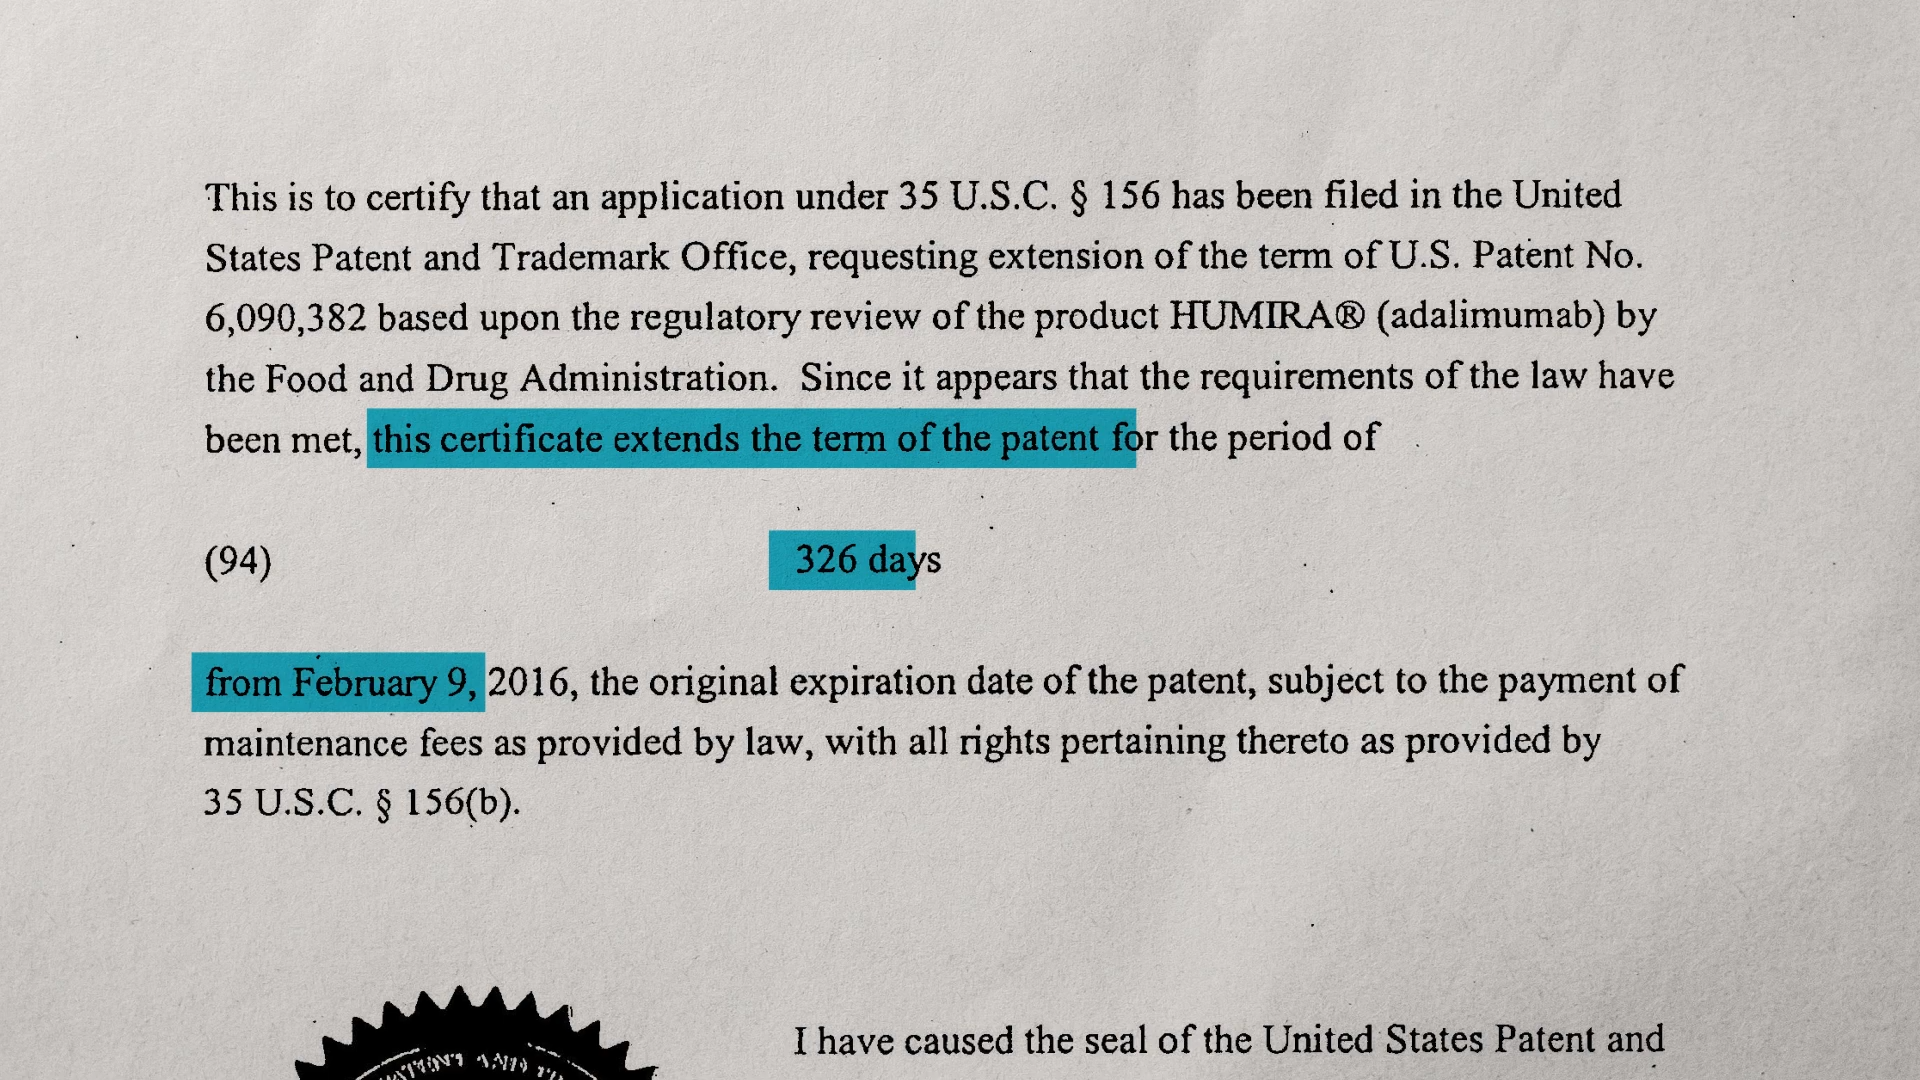 This is to certify that an application under 35 U.S.C. § 156 has been filed in the United
States Patent and Trademark Office, requesting extension of the term of U.S. Patent No.
6,090,382 based upon the regulatory review of the product HUMIRA® (adalimumab) by
the Food and Drug Administration.  Since it appears that the requirements of the law have
been met, this certificate extends the term of the patent for the period of
(94) 326 days
from February 9, 2016, the original expiration date of the patent, subject to the payment of
maintenance fees as provided by law, with all rights pertaining thereto as provided by
35 U.S.C. § 156(b).
I have caused the seal of the United States Patent and